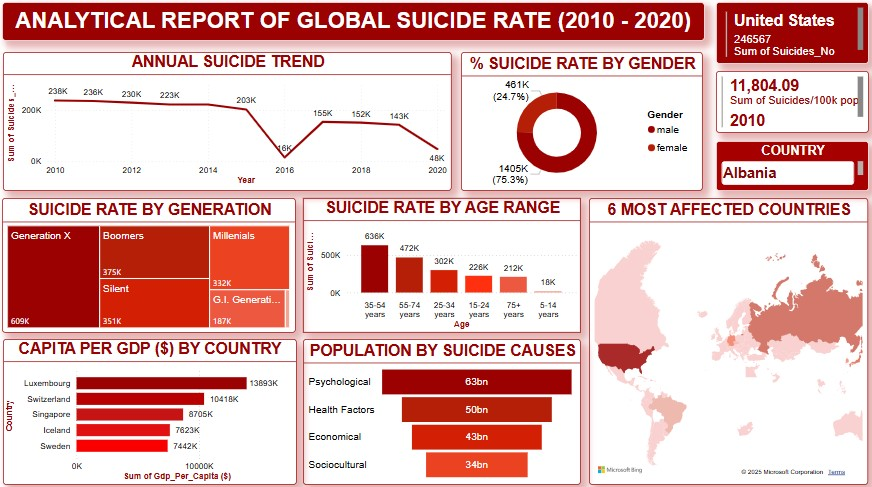 ANALYTICAL REPORT OF GLOBAL SUICIDE RATE (2010 - 2020)
United States
246567
Sum of Suicides_No
11,804.09
Sum of Suicides/100k pop
2010
COUNTRY
Albania
ANNUAL SUICIDE TREND
Sum of Suicides_...
200K
0K
238K
236K
230K
223K
203K
16K
155K
152K
143K
48K
2010
2012
2014
2016
2018
2020
Year
% SUICIDE RATE BY GENDER
461K
(24.7%)
1405K
(75.3%)
Gender
male
female
SUICIDE RATE BY GENERATION
Generation X
609K
Boomers
375K
Silent
351K
Millenials
332K
G.I. Generati...
187K
SUICIDE RATE BY AGE RANGE
Sum of Suici...
500K
0K
636K
472K
302K
226K
212K
18K
35-54
years
55-74
years
25-34
years
15-24
years
75+
years
5-14
years
Age
6 MOST AFFECTED COUNTRIES
Microsoft Bing
© 2025 Microsoft Corporation Terms
CAPITA PER GDP ($) BY COUNTRY
Country
Luxembourg
13893K
Switzerland
10418K
Singapore
8705K
Iceland
7623K
Sweden
7442K
0K
10000K
Sum of Gdp_Per_Capita ($)
POPULATION BY SUICIDE CAUSES
Psychological
63bn
Health Factors
50bn
Economical
43bn
Sociocultural
34bn